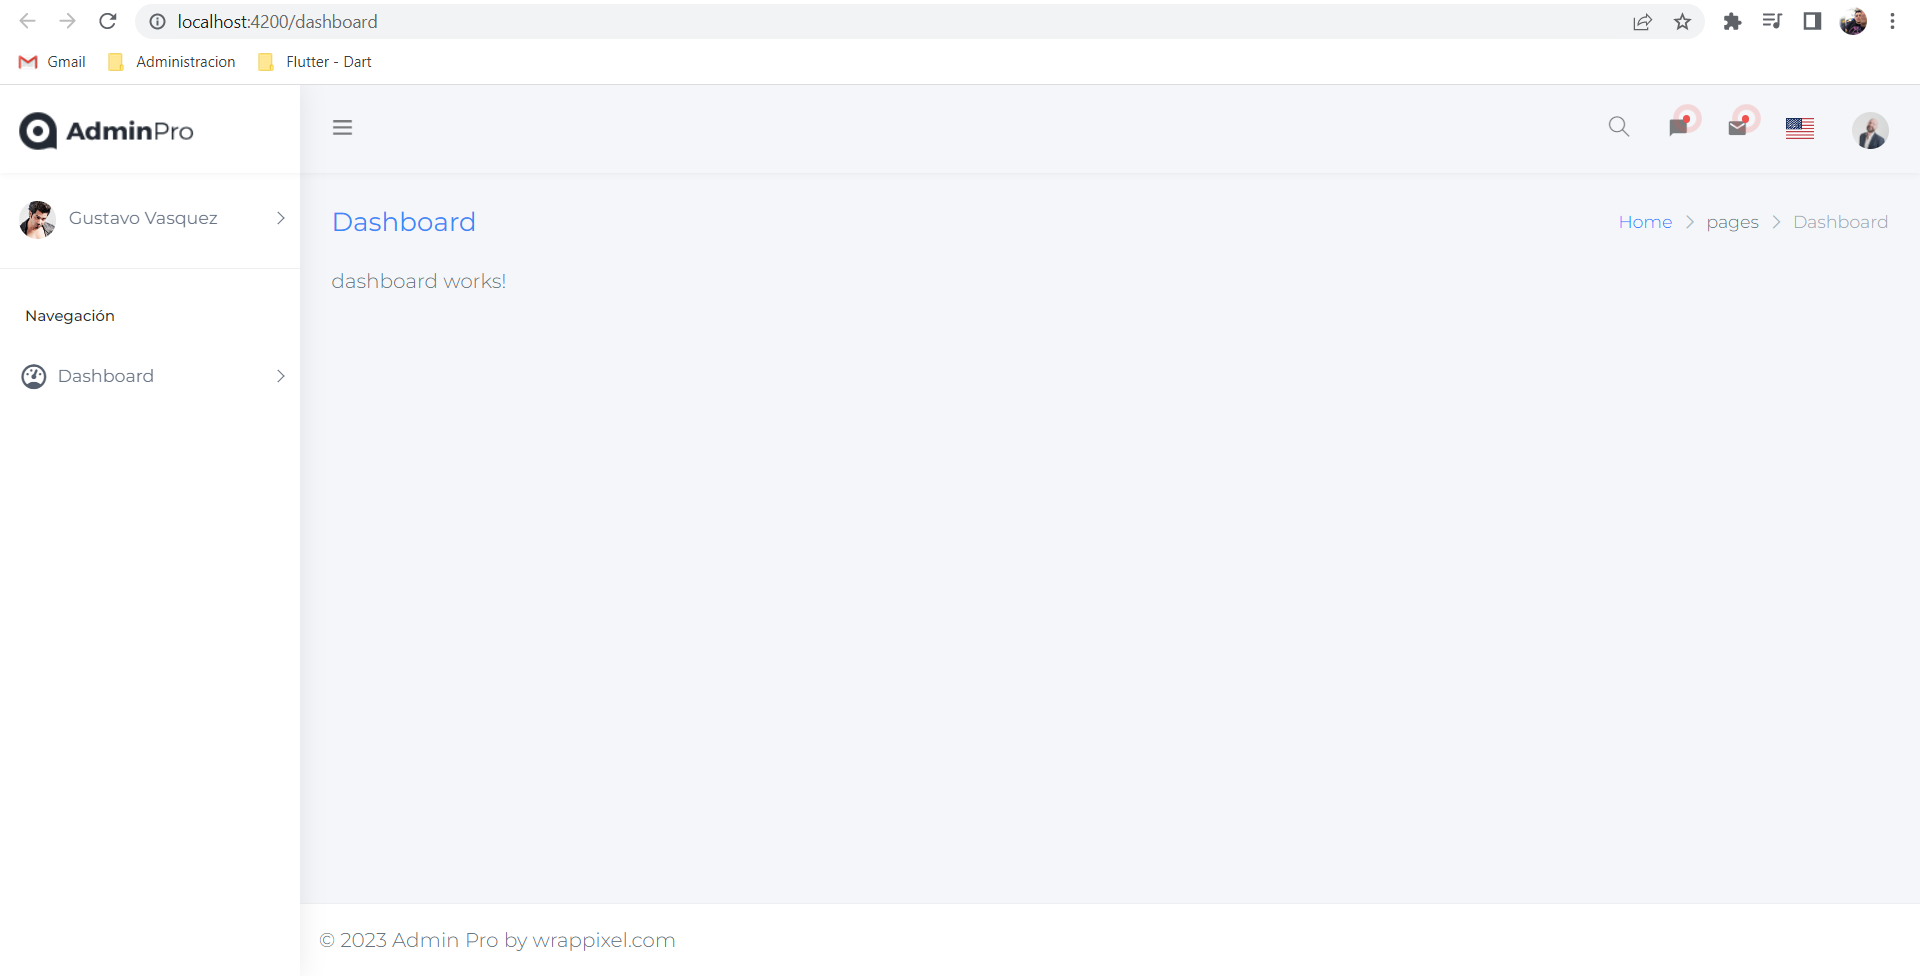 localhost:4200/dashboard
Gmail Administracion Flutter - Dart
AdminPro
Gustavo Vasquez
Navegación
Dashboard
Dashboard
Home pages Dashboard
dashboard works!
© 2023 Admin Pro by wrappixel.com